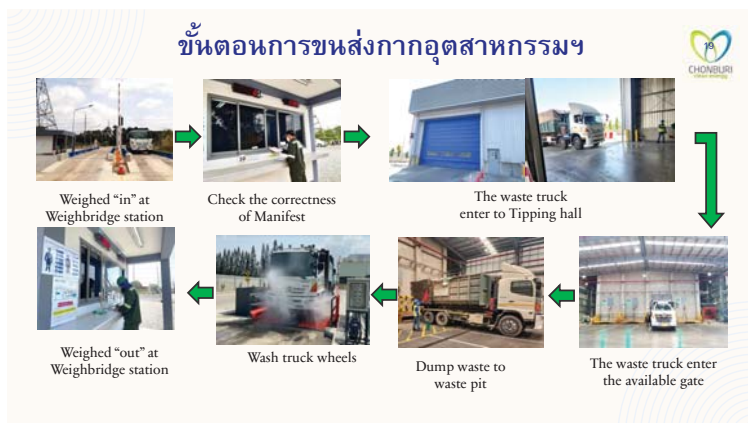 ขั้นตอนการขนส่งกากอุตสาหกรรมฯ
19
CHONBURI
clean energy
Weighed “in” at
Weighbridge station
Check the correctness
of Manifest
The waste truck
enter to Tipping hall
The waste truck enter
the available gate
Dump waste to
waste pit
Wash truck wheels
Weighed “out” at
Weighbridge station